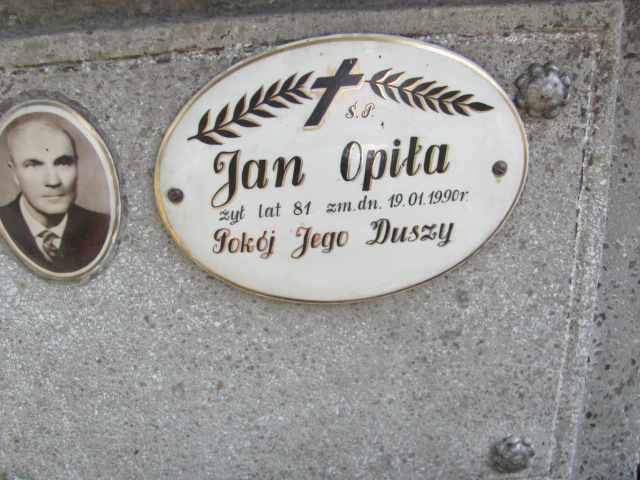 Ś.P.
Jan Opiła
żył lat 81 zm.dn. 19.01.1990r.
Pokój Jego Duszy